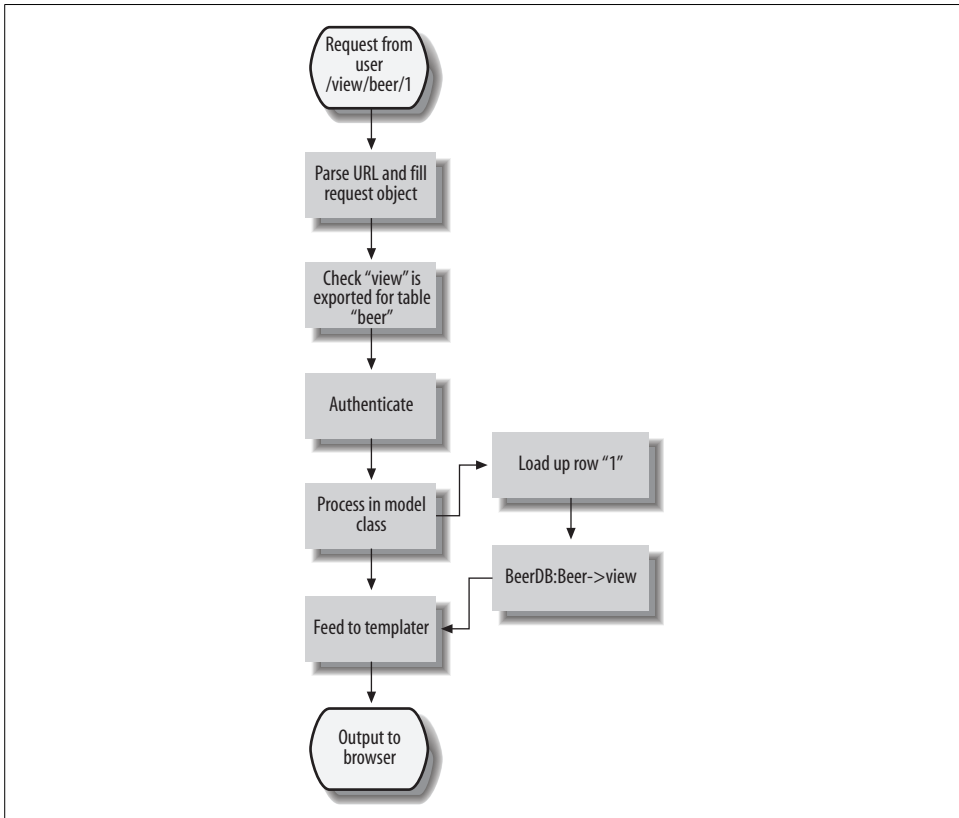 Request from
user
/view/beer/1
Parse URL and fill
request object
Check “view” is
exported for table
“beer”
Authenticate
Process in model
class
Load up row “1”
BeerDB:Beer->view
Feed to templater
Output to
browser